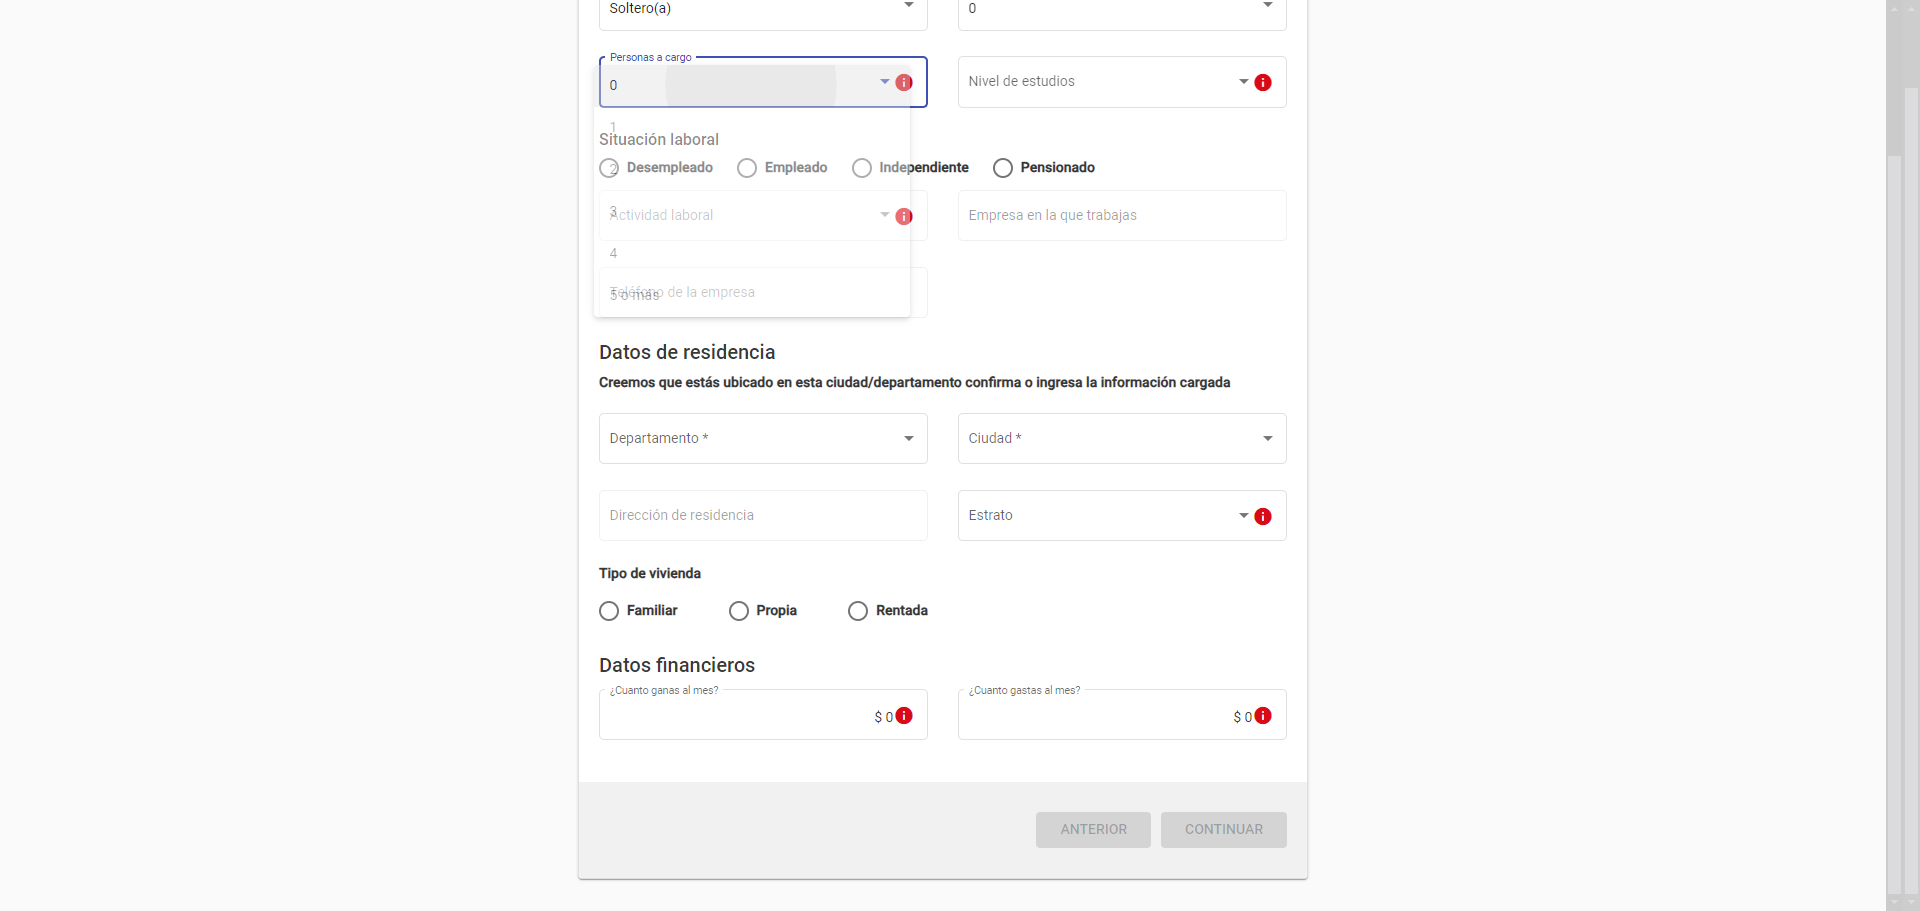 Soltero(a)
0
Personas a cargo
0
Nivel de estudios
1
Situación laboral
2
Desempleado
Empleado
Independiente
Pensionado
3
Actividad laboral
Empresa en la que trabajas
4
Teléfono de la empresa
5 o más
Datos de residencia
Creemos que estás ubicado en esta ciudad/departamento confirma o ingresa la información cargada
Departamento *
Ciudad *
Dirección de residencia
Estrato
Tipo de vivienda
Familiar
Propia
Rentada
Datos financieros
¿Cuanto ganas al mes?
$ 0
¿Cuanto gastas al mes?
$ 0
ANTERIOR
CONTINUAR